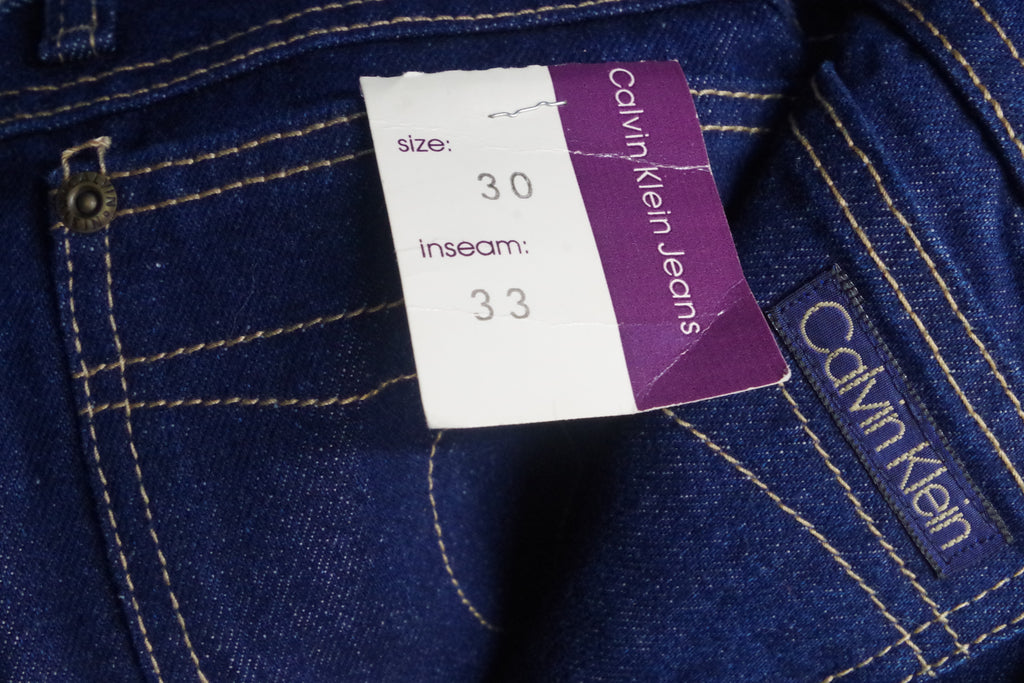 size:
30
inseam:
33
Calvin Klein Jeans
Calvin Klein